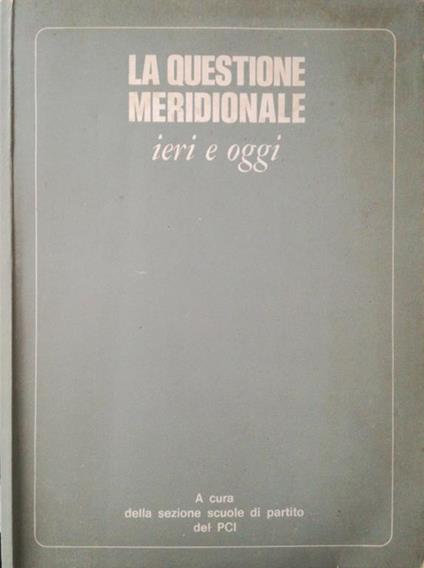 LA QUESTIONE
MERIDIONALE
ieri e oggi
A cura
della sezione scuole di partito
del PCI